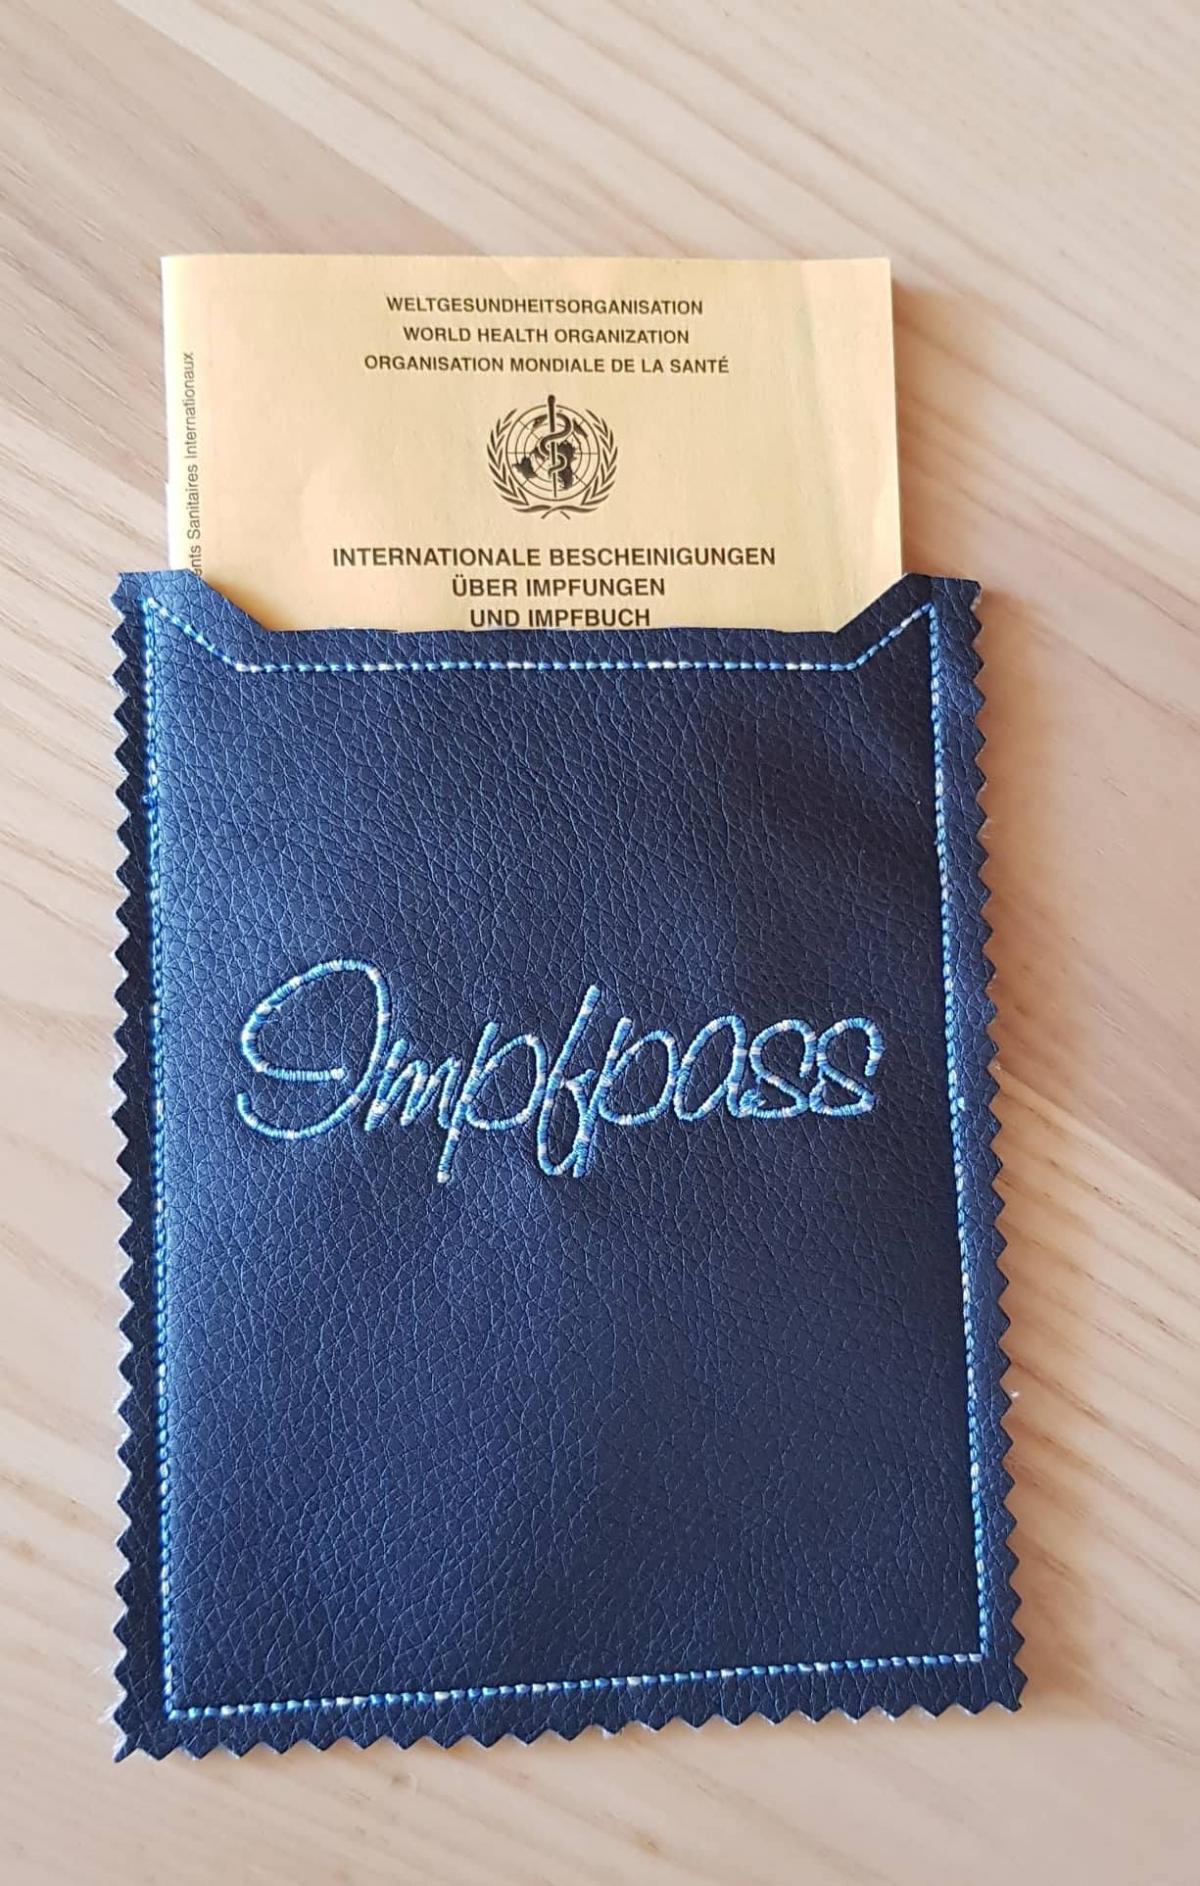 WELTGESUNDHEITSORGANISATION
WORLD HEALTH ORGANIZATION
ORGANISATION MONDIALE DE LA SANTÉ
Sanitaires Internationaux
INTERNATIONALE BESCHEINIGUNGEN
ÜBER IMPFUNGEN
UND IMPFBUCH
Impfpass